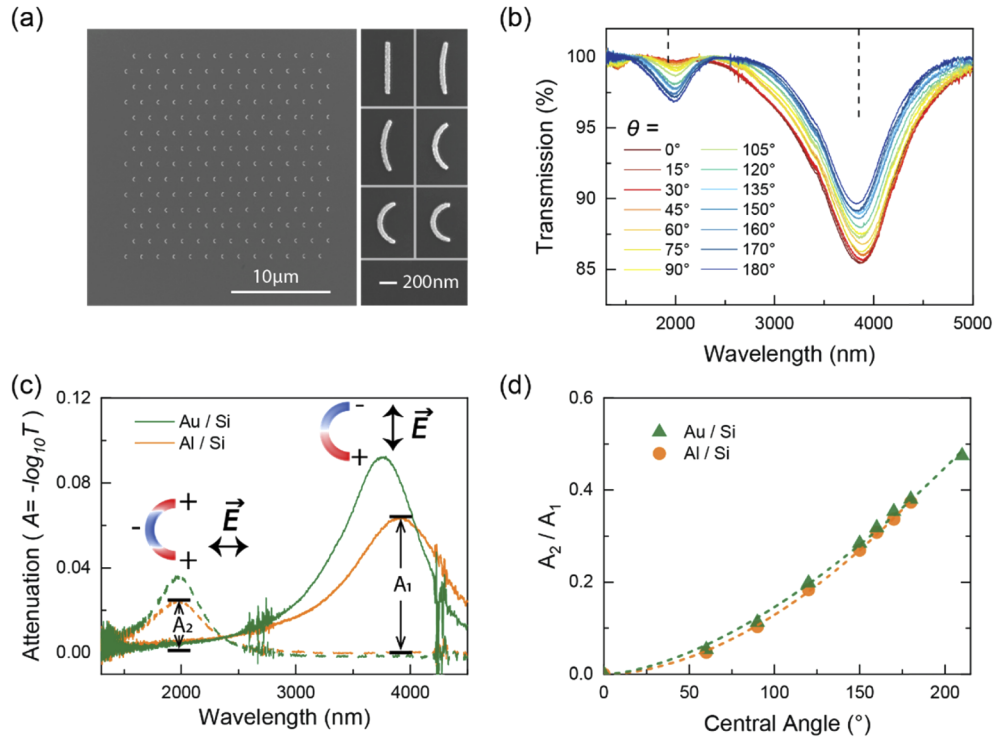 (a)
10μm
200nm
(b)
100
95
90
85
Transmission (%)
θ =
0°
15°
30°
45°
60°
75°
90°
105°
120°
135°
150°
160°
170°
180°
2000 3000 4000 5000
Wavelength (nm)
(c)
0.12
0.08
0.04
0.00
Attenuation ( A= -log10T )
Au / Si
Al / Si
-
+
E
+
-
+
E
A2
A1
2000 3000 4000
Wavelength (nm)
(d)
0.6
0.4
0.2
0.0
A2 / A1
Au / Si
Al / Si
0 50 100 150 200
Central Angle (°)